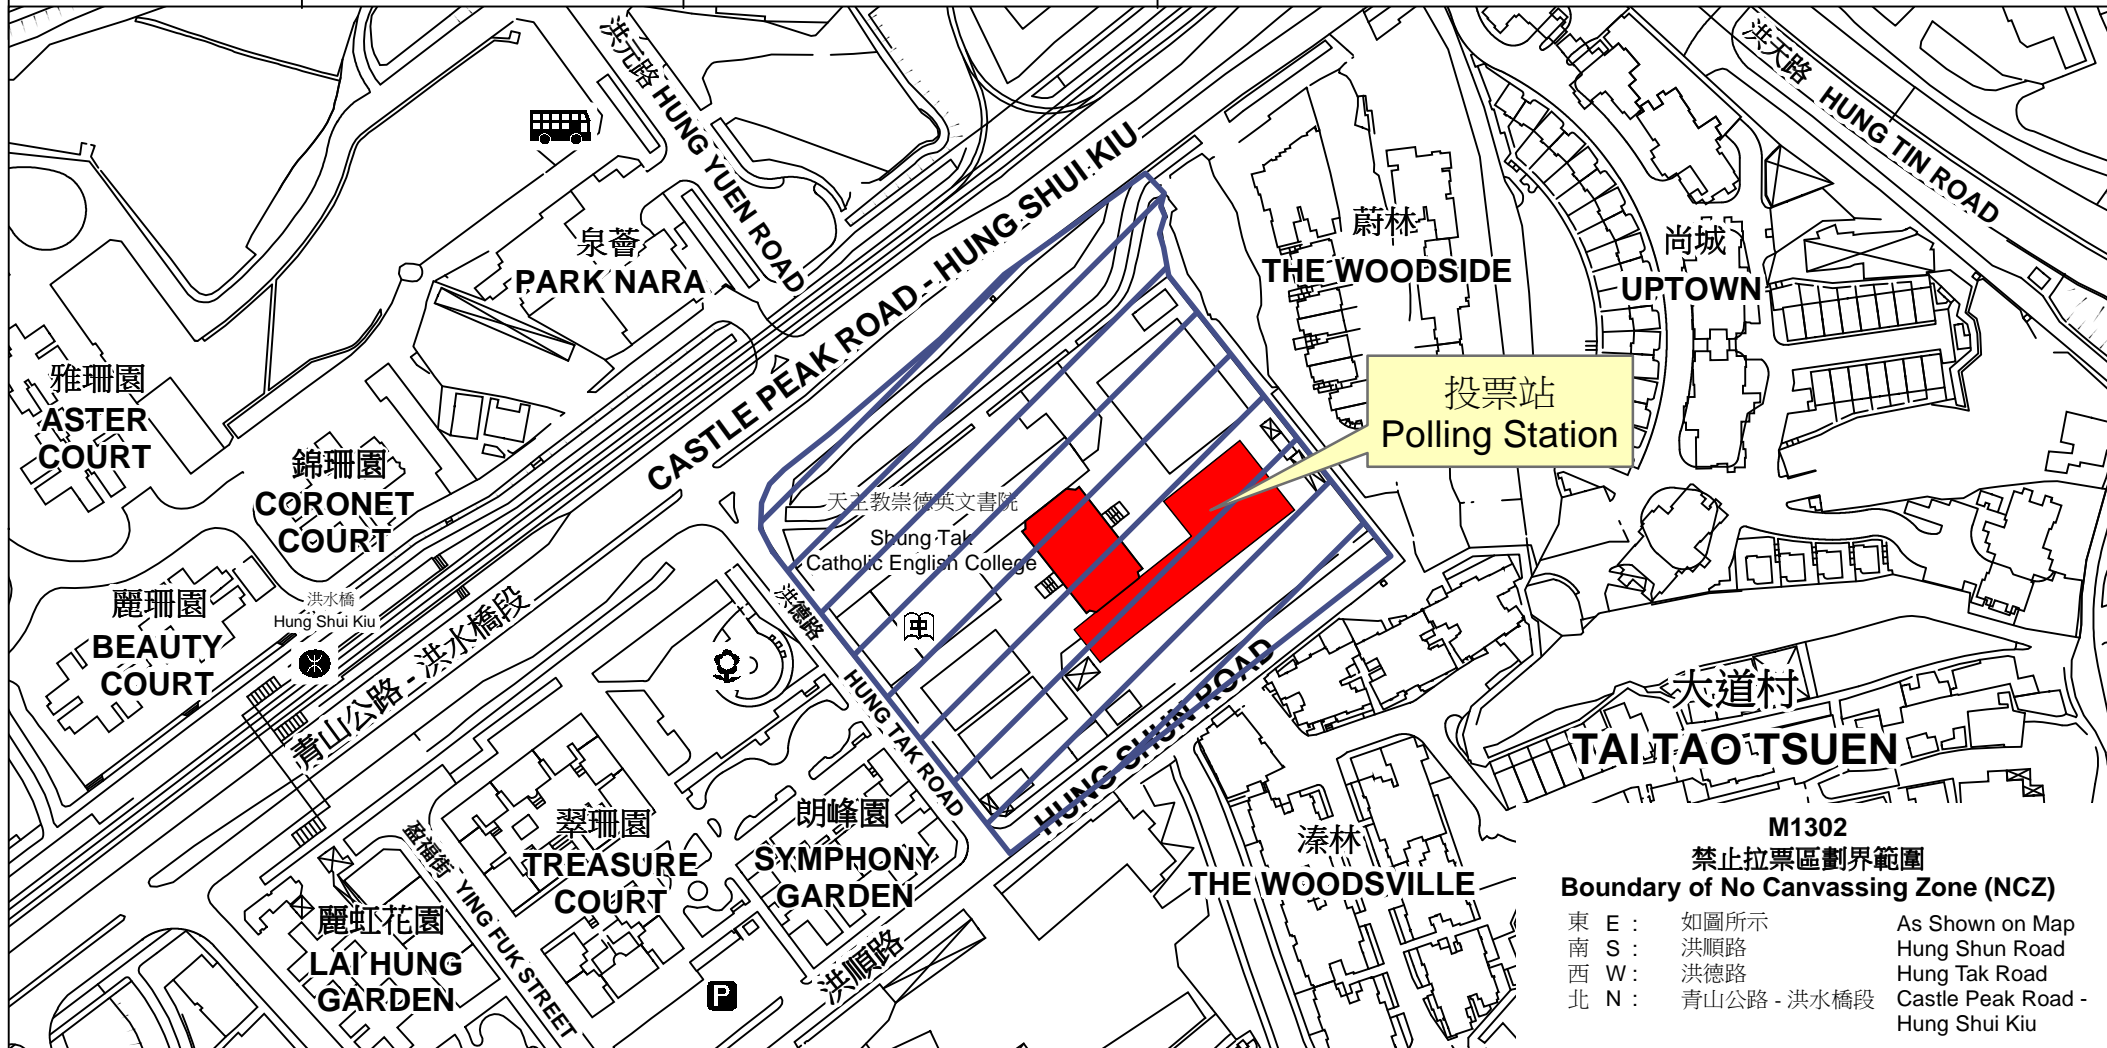 洪元路 HUNG YUEN ROAD
洪天路 HUNG TIN ROAD
泉薈
PARK NARA
CASTLE PEAK ROAD - HUNG SHUI KIU
蔚林
THE WOODSIDE
尚城
UPTOWN
雅珊園
ASTER
COURT
錦珊園
CORONET
COURT
投票站
Polling Station
天主教崇德英文書院
Shung Tak
Catholic English College
麗珊園
BEAUTY
COURT
洪水橋
Hung Shui Kiu
青山公路 - 洪水橋段
洪德路
HUNG TAK ROAD
HUNG SHUN ROAD
大道村
TAI TAO TSUEN
翠珊園
TREASURE
COURT
朗峰園
SYMPHONY
GARDEN
溱林
THE WOODSVILLE
盈福街 YING FUK STREET
麗虹花園
LAI HUNG
GARDEN
洪順路
P
M1302
禁止拉票區劃界範圍
Boundary of No Canvassing Zone (NCZ)
東 E : 如圖所示 As Shown on Map
南 S : 洪順路 Hung Shun Road
西 W : 洪德路 Hung Tak Road
北 N : 青山公路 - 洪水橋段 Castle Peak Road -
Hung Shui Kiu